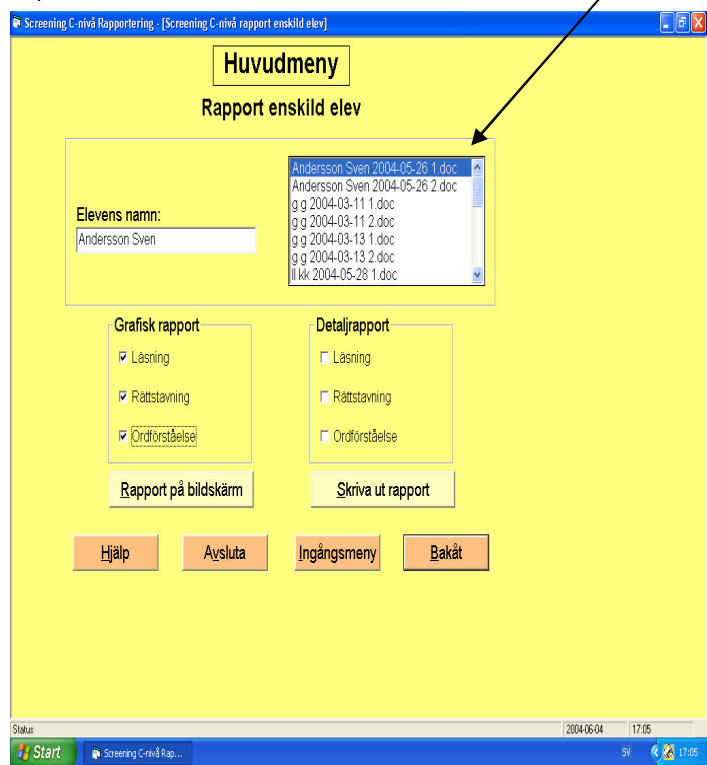 Screening C-nivå Rapportering - [Screening C-nivå rapport enskild elev]
Huvudmeny
Rapport enskild elev
Andersson Sven 2004-05-26 1.doc
Andersson Sven 2004-05-26 2.doc
g g 2004-03-11 1.doc
g g 2004-03-11 2.doc
g g 2004-03-13 1.doc
g g 2004-03-13 2.doc
ll kk 2004-05-28 1.doc
Elevens namn:
Andersson Sven
Grafisk rapport
Läsning
Rättstavning
Ordförståelse
Detaljrapport
Läsning
Rättstavning
Ordförståelse
Rapport på bildskärm
Skriva ut rapport
Hjälp
Avsluta
Ingångsmeny
Bakåt
Status
2004-06-04
17:05
Start
Screening C-nivå Rap...
SV
17:05